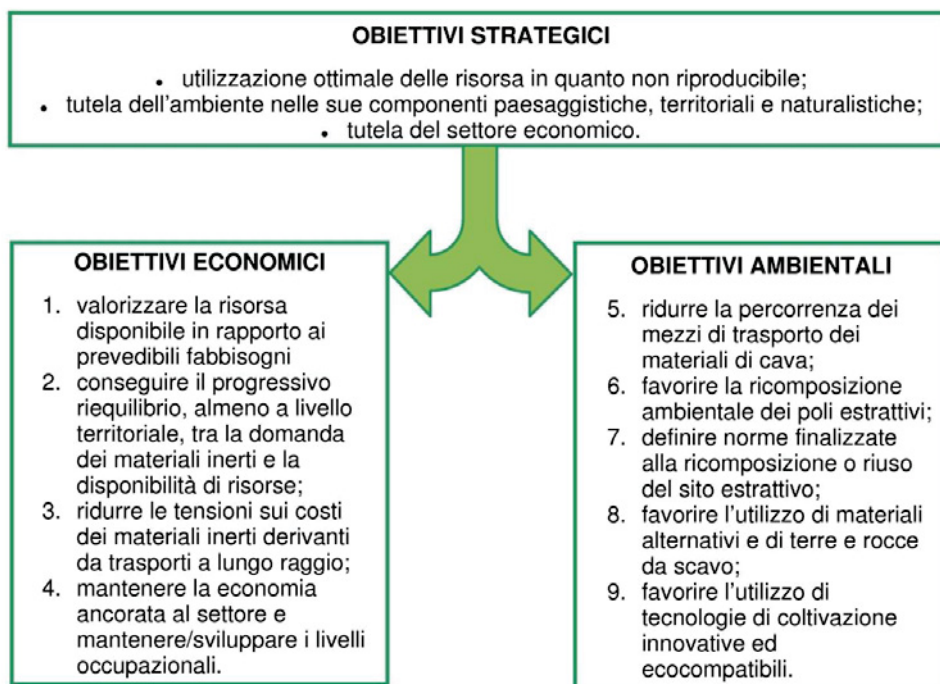 OBIETTIVI STRATEGICI
• utilizzazione ottimale delle risorsa in quanto non riproducibile;
• tutela dell'ambiente nelle sue componenti paesaggistiche, territoriali e naturalistiche;
• tutela del settore economico.
OBIETTIVI ECONOMICI
1. valorizzare la risorsa
disponibile in rapporto ai
prevedibili fabbisogni
2. conseguire il progressivo
riequilibrio, almeno a livello
territoriale, tra la domanda
dei materiali inerti e la
disponibilità di risorse;
3. ridurre le tensioni sui costi
dei materiali inerti derivanti
da trasporti a lungo raggio;
4. mantenere la economia
ancorata al settore e
mantenere/sviluppare i livelli
occupazionali.
OBIETTIVI AMBIENTALI
5. ridurre la percorrenza dei
mezzi di trasporto dei
materiali di cava;
6. favorire la ricomposizione
ambientale dei poli estrattivi;
7. definire norme finalizzate
alla ricomposizione o riuso
del sito estrattivo;
8. favorire l'utilizzo di materiali
alternativi e di terre e rocce
da scavo;
9. favorire l'utilizzo di
tecnologie di coltivazione
innovative ed
ecocompatibili.